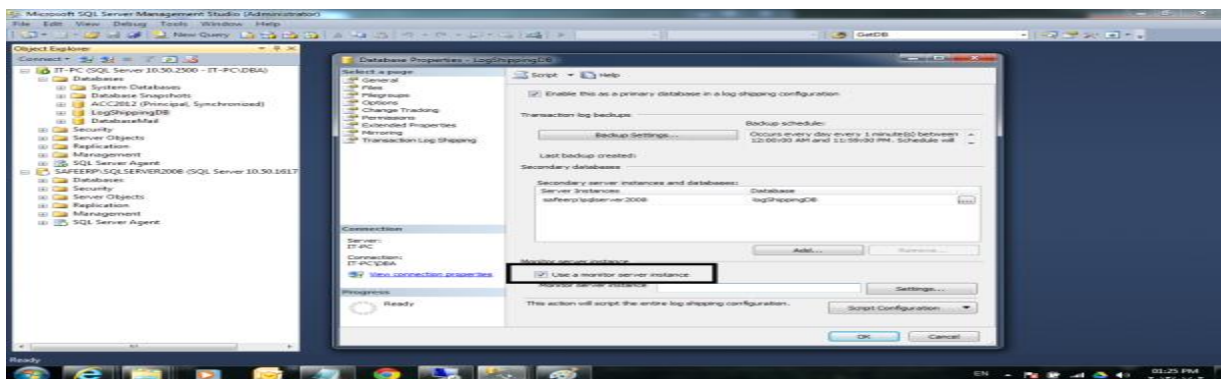 Microsoft SQL Server Management Studio (Administrator)
File Edit View Debug Tools Window Help
New Query
GetDB
Object Explorer
Connect
IT-PC (SQL Server 10.50.2500 - IT-PC\DBA)
Databases
System Databases
Database Snapshots
ACC2012 (Principal, Synchronized)
LogShippingDB
DatabaseMail
Security
Server Objects
Replication
Management
SQL Server Agent
SAFEERP\SQLSERVER2008 (SQL Server 10.50.1617
Databases
Security
Server Objects
Replication
Management
SQL Server Agent
Ready
Database Properties - LogShippingDB
Select a page
General
Files
Filegroups
Options
Change Tracking
Permissions
Extended Properties
Mirroring
Transaction Log Shipping
Connection
Server:
IT-PC
Connection:
IT-PC\DBA
View connection properties
Progress
Ready
Script Help
Enable this as a primary database in a log shipping configuration
Transaction log backups
Backup Settings...
Backup schedule:
Occurs every day every 1 minute(s) between
12:00:00 AM and 11:59:00 PM. Schedule will
Last backup created:
Secondary databases
Secondary server instances and databases:
Server Instances Database
safeerp\sqlserver2008 logShippingDB
Add... Remove
Monitor server instance
Use a monitor server instance
Monitor server instance
Settings...
This action will script the entire log shipping configuration.
Script Configuration
OK Cancel
EN 01:25 PM